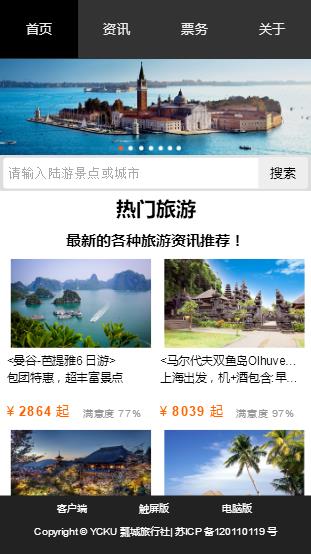 首页 资讯 票务 关于
请输入陆游景点或城市 搜索
热门旅游
最新的各种旅游资讯推荐！
<曼谷-芭提雅6 日游> <马尔代夫双鱼岛Olhuve...
包团特惠，超丰富景点 上海出发，机+酒包含:早...
¥ 2864 起 满意度 77% ¥ 8039 起 满意度 97%
客户端 触屏版 电脑版
Copyright © YCKU 瓢城旅行社| 苏ICP 备120110119 号